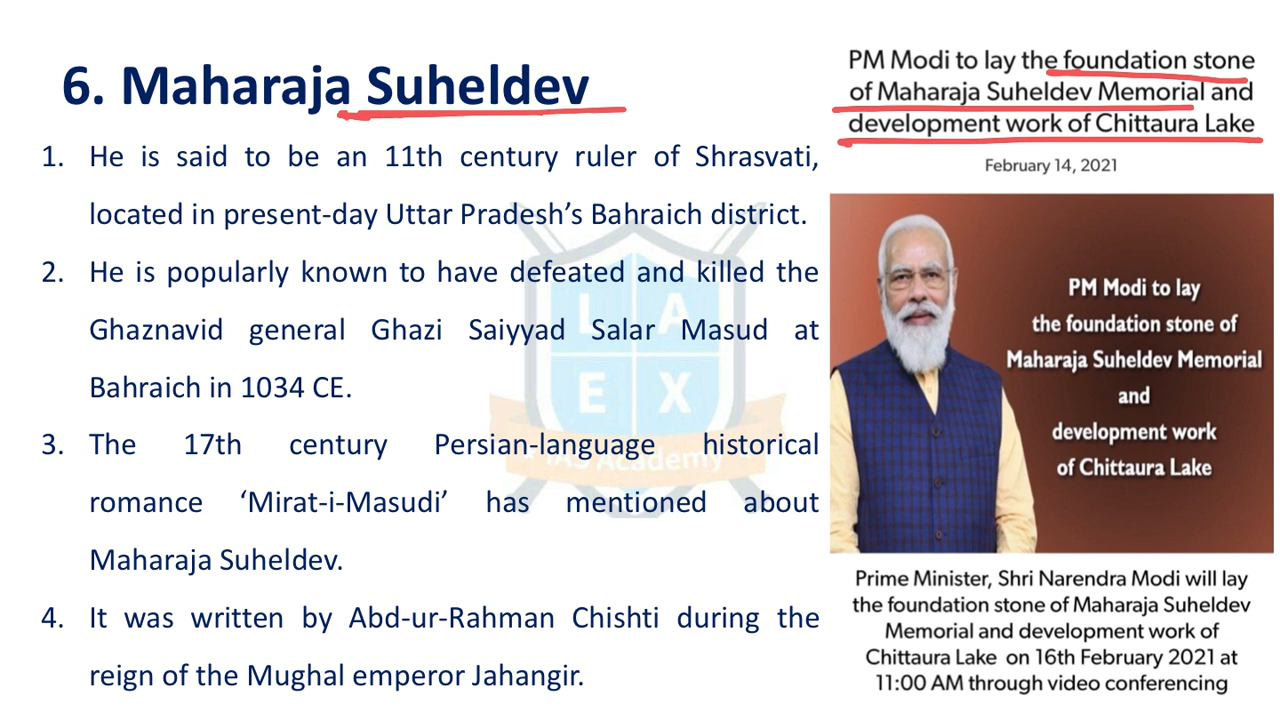 6. Maharaja Suheldev
1. He is said to be an 11th century ruler of Shrasvati,
located in present-day Uttar Pradesh's Bahraich district.
2. He is popularly known to have defeated and killed the
Ghaznavid general Ghazi Saiyyad Salar Masud at
Bahraich in 1034 CE.
3. The 17th century Persian-language historical
romance ‘Mirat-i-Masudi’ has mentioned about
Maharaja Suheldev.
4. It was written by Abd-ur-Rahman Chishti during the
reign of the Mughal emperor Jahangir.
L A
E X
IAS Academy
PM Modi to lay the foundation stone
of Maharaja Suheldev Memorial and
development work of Chittaura Lake
February 14, 2021
PM Modi to lay
the foundation stone of
Maharaja Suheldev Memorial
and
development work
of Chittaura Lake
Prime Minister, Shri Narendra Modi will lay
the foundation stone of Maharaja Suheldev
Memorial and development work of
Chittaura Lake on 16th February 2021 at
11:00 AM through video conferencing